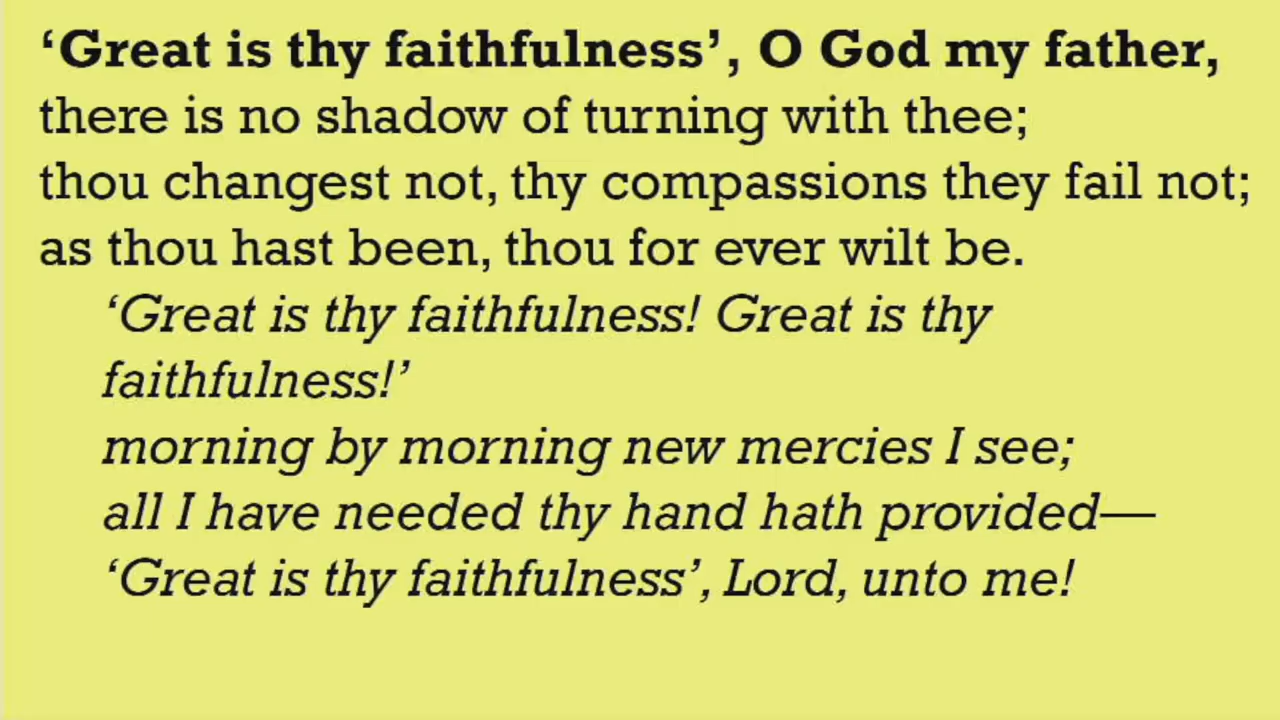 ‘Great is thy faithfulness’, O God my father,
there is no shadow of turning with thee;
thou changest not, thy compassions they fail not;
as thou hast been, thou for ever wilt be.
‘Great is thy faithfulness! Great is thy
faithfulness!’
morning by morning new mercies I see;
all I have needed thy hand hath provided—
‘Great is thy faithfulness’, Lord, unto me!